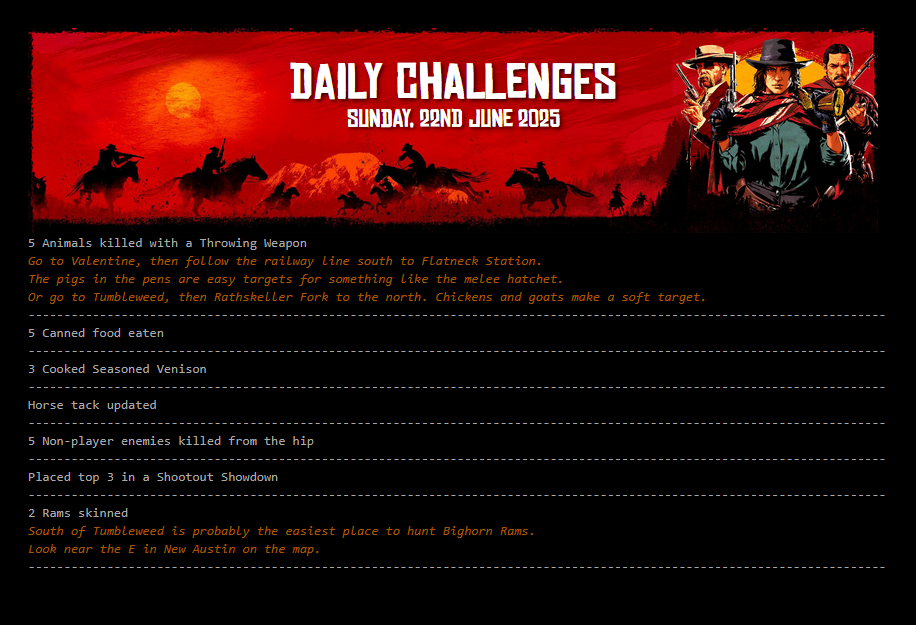 DAILY CHALLENGES
SUNDAY, 22ND JUNE 2025
5 Animals killed with a Throwing Weapon
Go to Valentine, then follow the railway line south to Flatneck Station.
The pigs in the pens are easy targets for something like the melee hatchet.
Or go to Tumbleweed, then Rathskeller Fork to the north. Chickens and goats make a soft target.
5 Canned food eaten
3 Cooked Seasoned Venison
Horse tack updated
5 Non-player enemies killed from the hip
Placed top 3 in a Shootout Showdown
2 Rams skinned
South of Tumbleweed is probably the easiest place to hunt Bighorn Rams.
Look near the E in New Austin on the map.